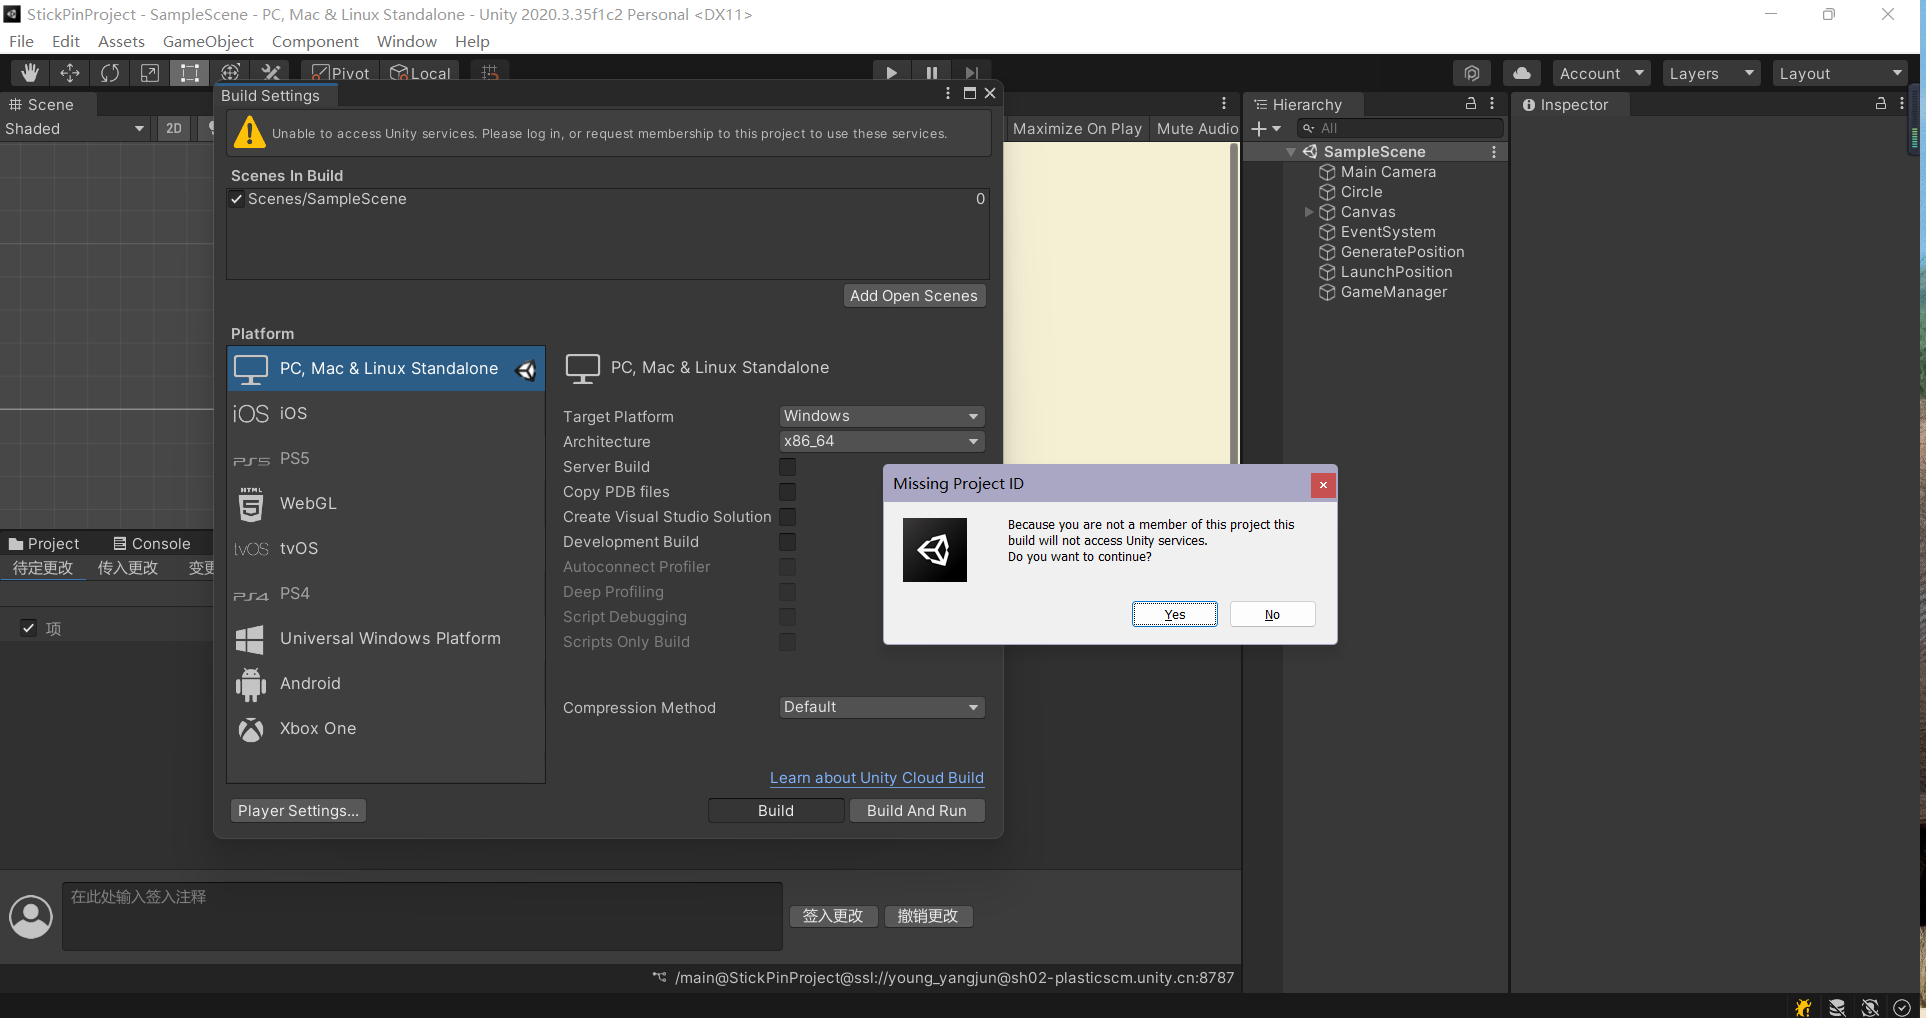 StickPinProject - SampleScene - PC, Mac & Linux Standalone - Unity 2020.3.35f1c2 Personal <DX11>
File Edit Assets GameObject Component Window Help
Pivot Local Account Layers Layout
Scene
Shaded 2D
Build Settings
Unable to access Unity services. Please log in, or request membership to this project to use these services.
Scenes In Build
Scenes/SampleScene 0
Add Open Scenes
Platform
PC, Mac & Linux Standalone
iOS iOS
PS5 PS5
HTML 5 WebGL
tvOS tvOS
PS4 PS4
Universal Windows Platform
Android
Xbox One
PC, Mac & Linux Standalone
Target Platform Windows
Architecture x86_64
Server Build
Copy PDB files
Create Visual Studio Solution
Development Build
Autoconnect Profiler
Deep Profiling
Script Debugging
Scripts Only Build
Compression Method Default
Learn about Unity Cloud Build
Player Settings... Build Build And Run
Maximize On Play Mute Audio
Missing Project ID
Because you are not a member of this project this
build will not access Unity services.
Do you want to continue?
Yes No
Hierarchy
All
SampleScene
Main Camera
Circle
Canvas
EventSystem
GeneratePosition
LaunchPosition
GameManager
Inspector
Project Console
待定更改 传入更改 变更
项
在此处输入签入注释
签入更改 撤销更改
/main@StickPinProject@ssl://young_yangjun@sh02-plasticscm.unity.cn:8787